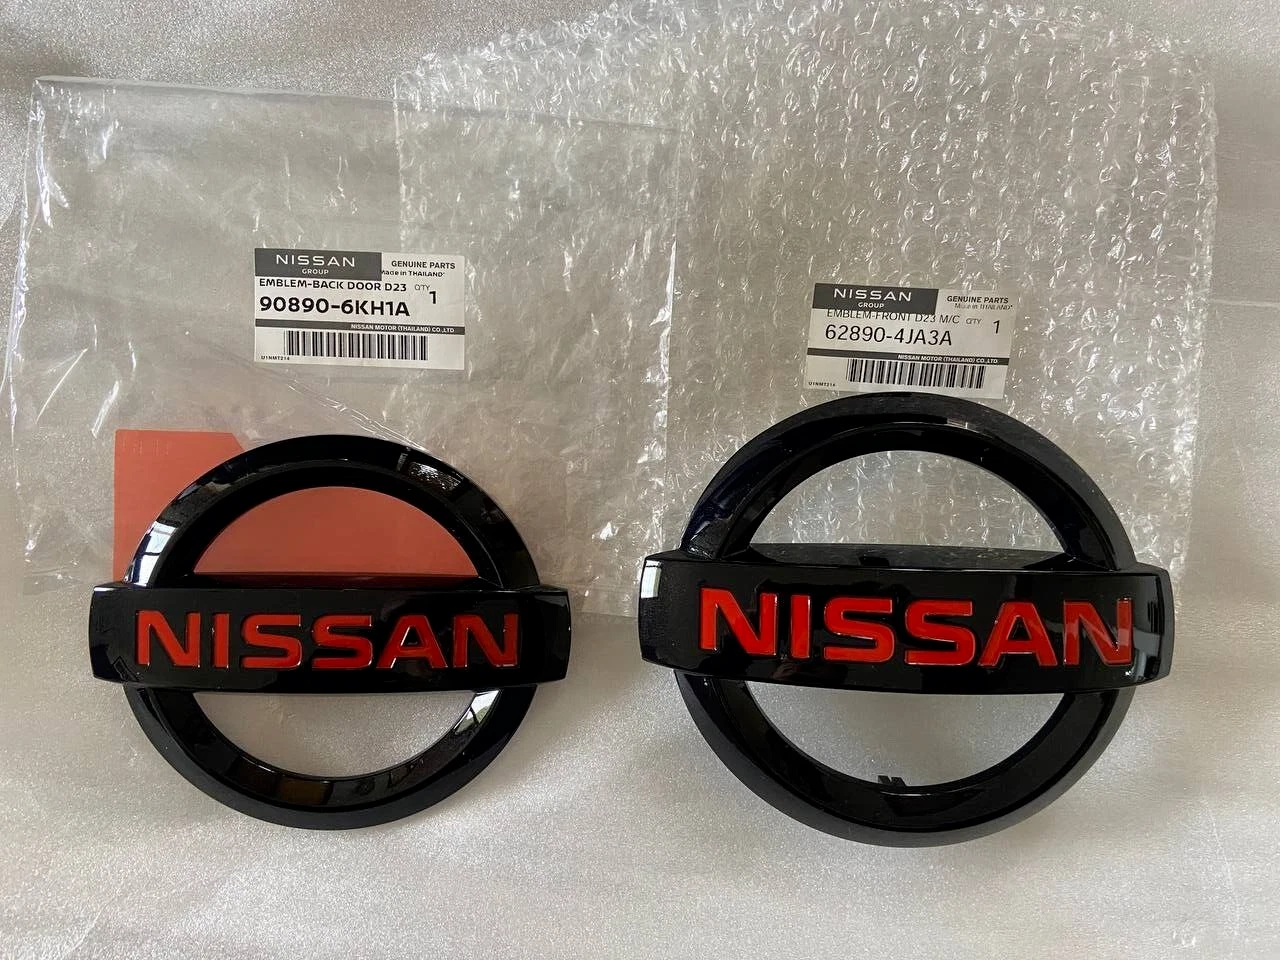 NISSAN
GROUP
GENUINE PARTS
Made in THAILAND*
EMBLEM-BACK DOOR D23 Q'TY 1
90890-6KH1A
NISSAN MOTOR (THAILAND) CO.,LTD.
U1NMT214
NISSAN
GROUP
GENUINE PARTS
Made in THAILAND*
EMBLEM-FRONT D23 M/C Q'TY 1
62890-4JA3A
NISSAN MOTOR (THAILAND) CO.,LTD.
U1NMT214
NISSAN
NISSAN